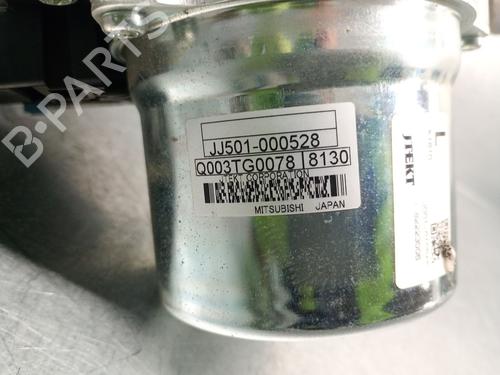 JJ501-000528
Q003TG0078 8130
JTEKT CORPORATION
MITSUBISHI JAPAN
L
JTEKT
B-PARTS